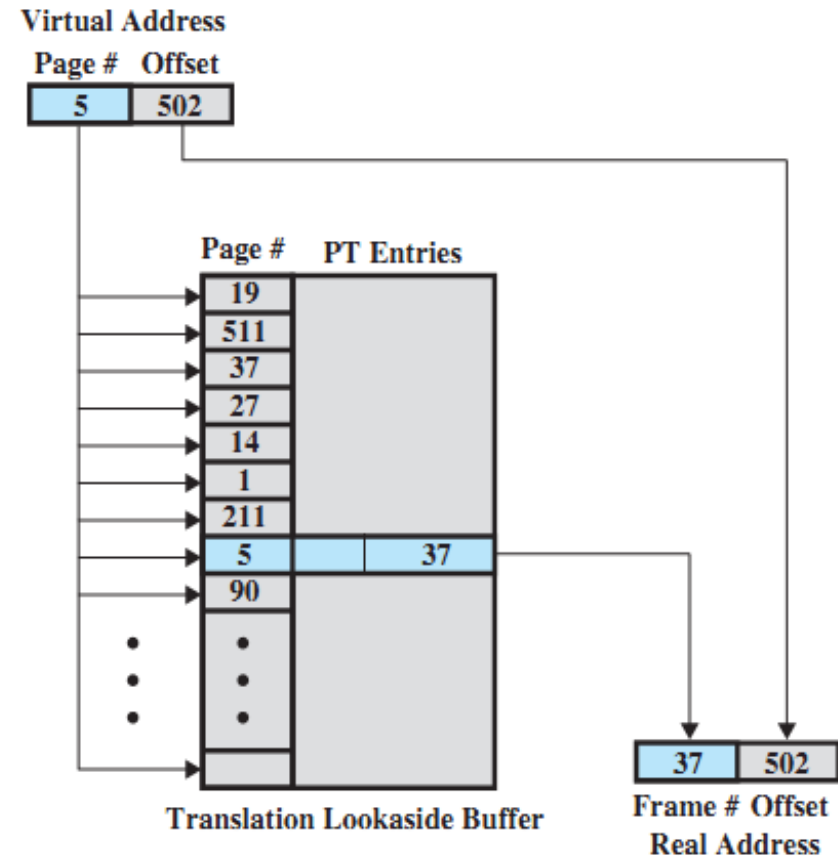 Virtual Address
Page # Offset
5 502
Page # PT Entries
19
511
37
27
14
1
211
5 37
90
37 502
Translation Lookaside Buffer
Frame # Offset
Real Address